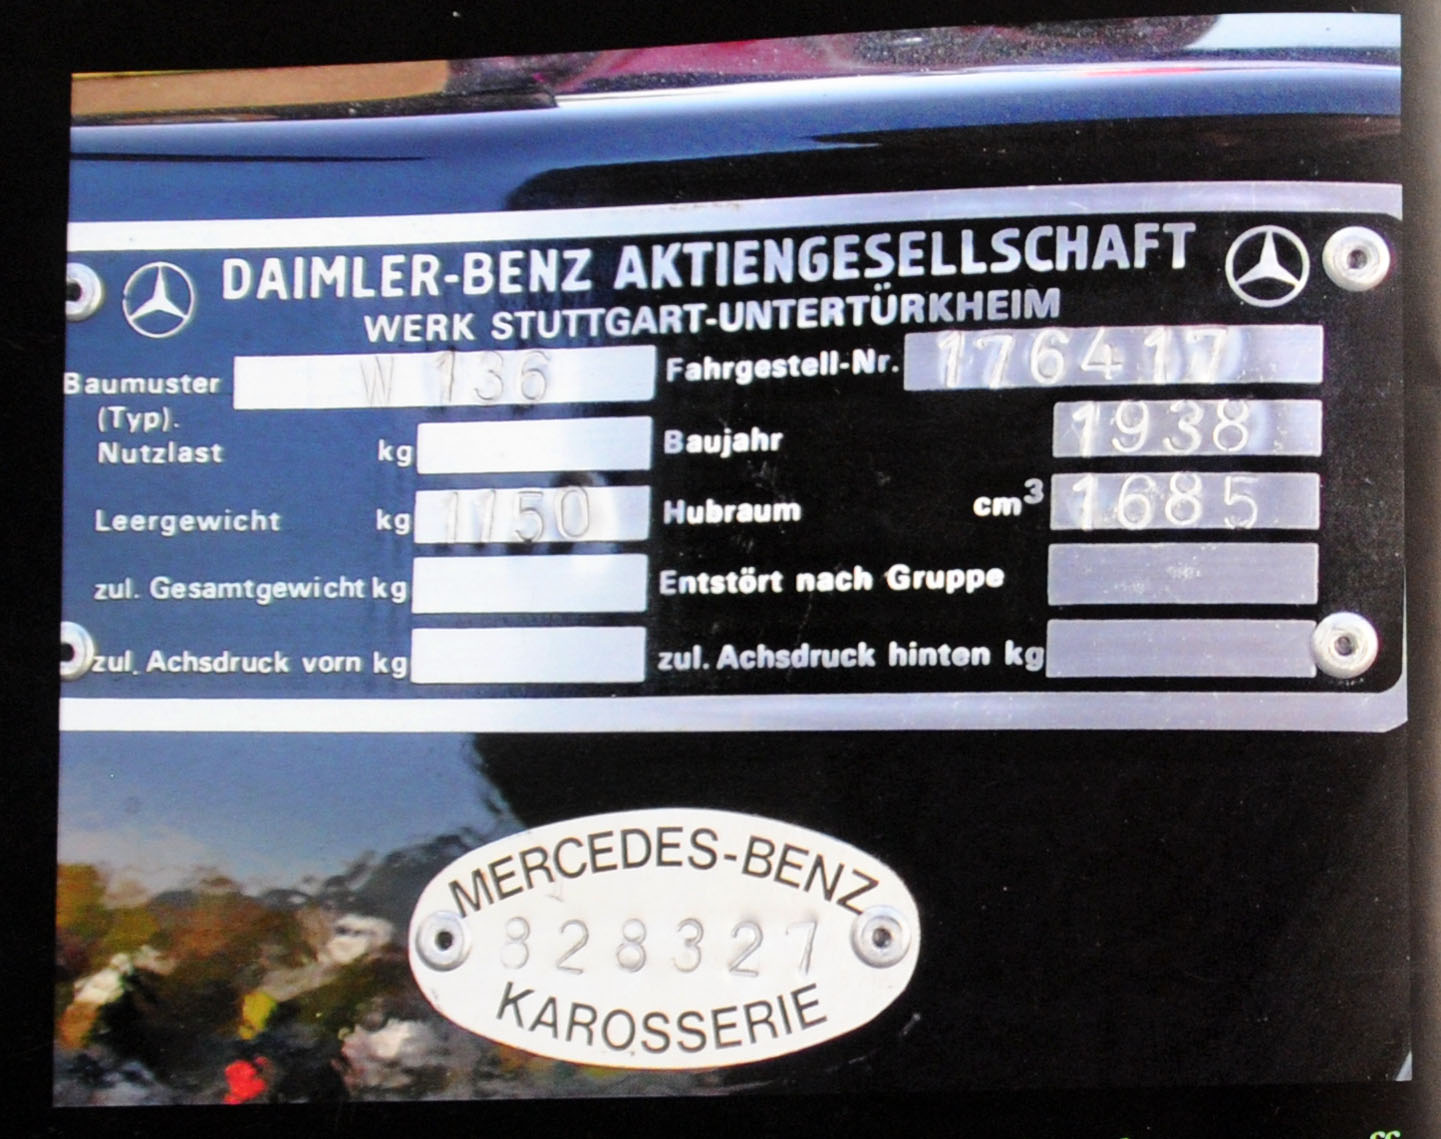 DAIMLER-BENZ AKTIENGESELLSCHAFT
WERK STUTTGART-UNTERTÜRKHEIM
Baumuster (Typ). W 136
Fahrgestell-Nr. 176417
Nutzlast kg
Baujahr 1938
Leergewicht kg 1150
Hubraum cm³ 1685
zul. Gesamtgewicht kg
Entstört nach Gruppe
zul. Achsdruck vorn kg
zul. Achsdruck hinten kg
MERCEDES-BENZ
828327
KAROSSERIE